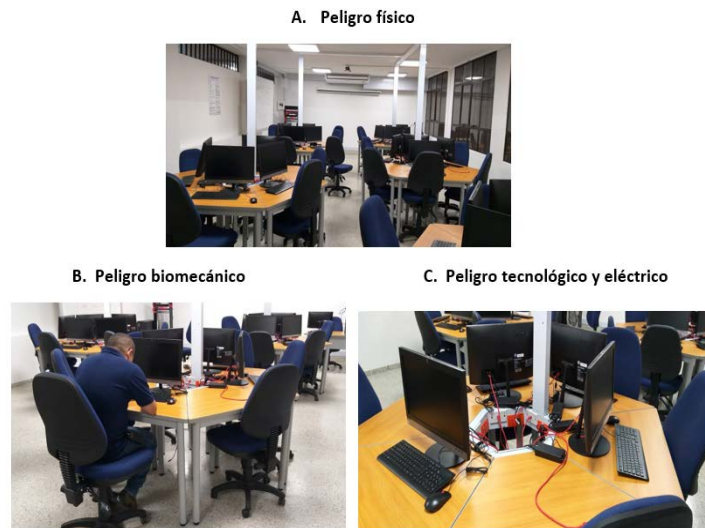 A. Peligro físico
B. Peligro biomecánico
C. Peligro tecnológico y eléctrico